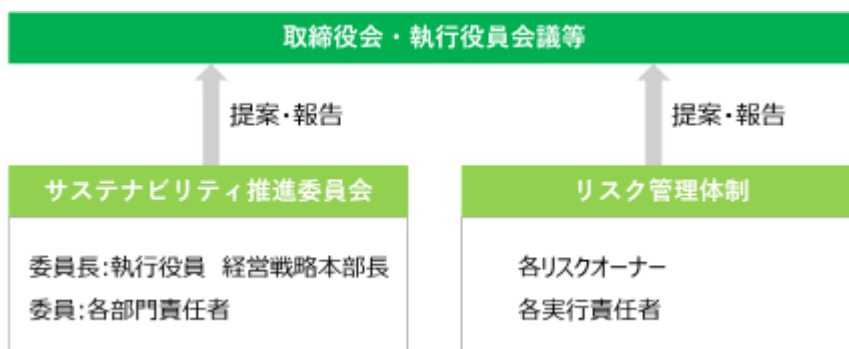 取締役会・執行役員会議等
提案・報告
提案・報告
サステナビリティ推進委員会
委員長:執行役員 経営戦略本部長
委員:各部門責任者
リスク管理体制
各リスクオーナー
各実行責任者